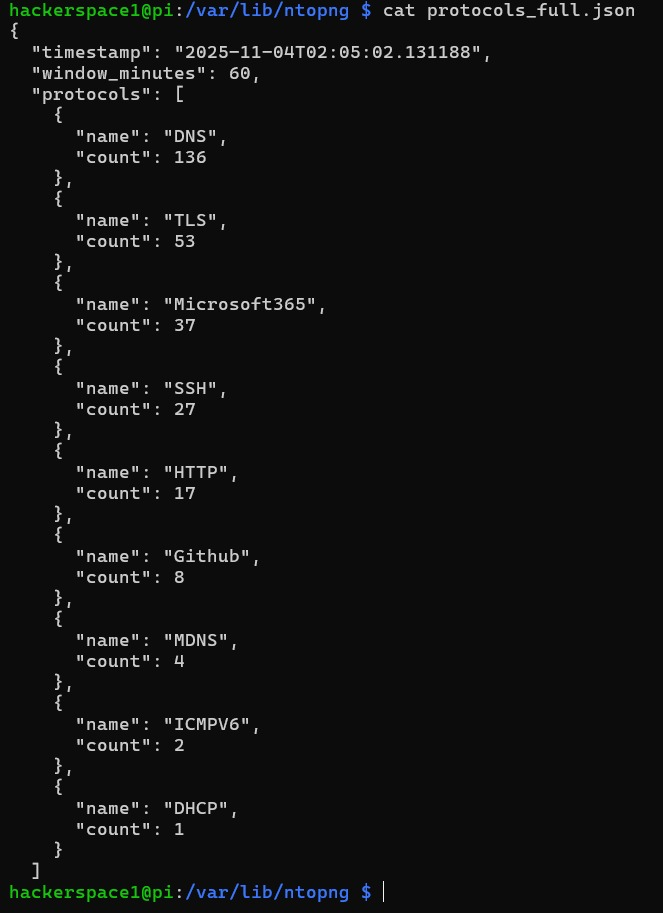 hackerspace1@pi:/var/lib/ntopng $ cat protocols_full.json
{
  "timestamp": "2025-11-04T02:05:02.131188",
  "window_minutes": 60,
  "protocols": [
    {
      "name": "DNS",
      "count": 136
    },
    {
      "name": "TLS",
      "count": 53
    },
    {
      "name": "Microsoft365",
      "count": 37
    },
    {
      "name": "SSH",
      "count": 27
    },
    {
      "name": "HTTP",
      "count": 17
    },
    {
      "name": "Github",
      "count": 8
    },
    {
      "name": "MDNS",
      "count": 4
    },
    {
      "name": "ICMPV6",
      "count": 2
    },
    {
      "name": "DHCP",
      "count": 1
    }
  ]
hackerspace1@pi:/var/lib/ntopng $